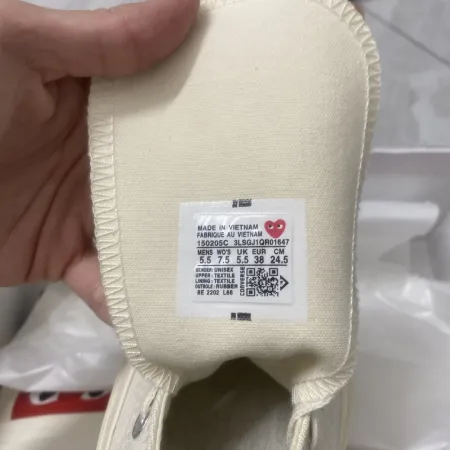 MADE IN VIETNAM
FABRIQUE AU VIETNAM
150205C 3LSGJ1QR01647
MENS WO'S UK EUR CM
5.5 7.5 5.5 38 24.5
GENDER: UNISEX
UPPER: TEXTILE
LINING: TEXTILE
OUTSOLE: RUBBER
CONVERSE